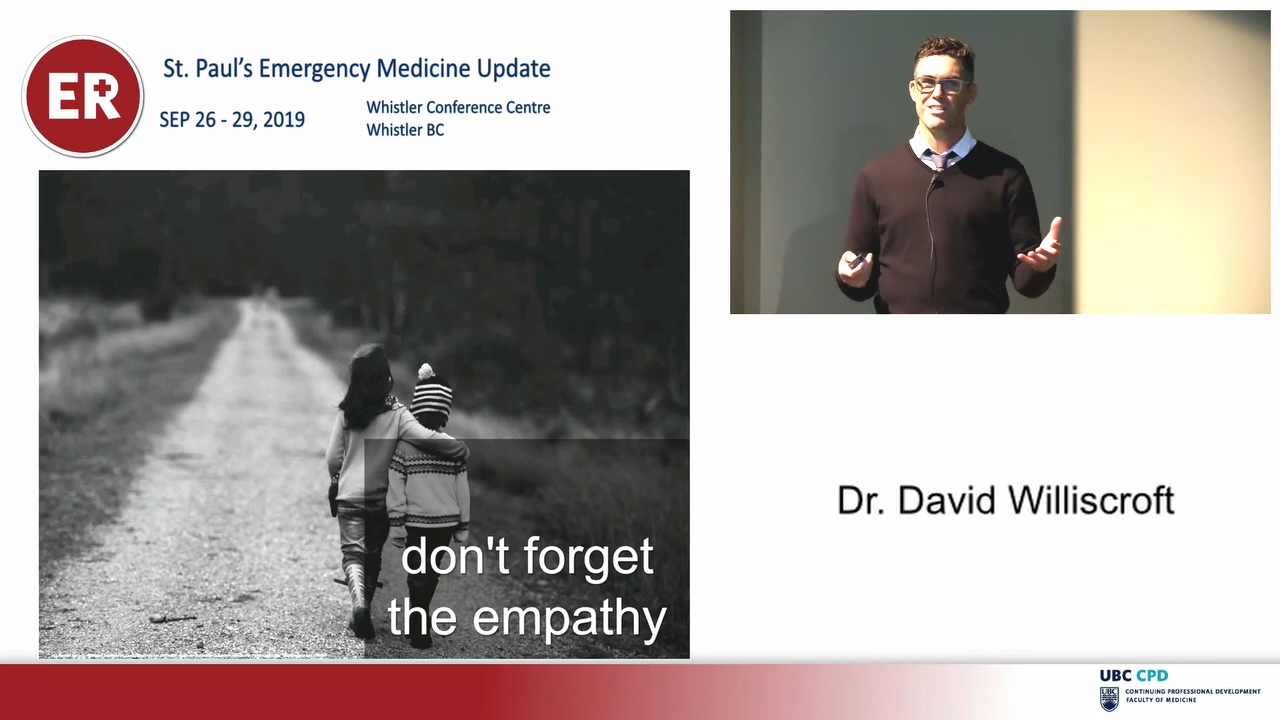 ER
St. Paul's Emergency Medicine Update
SEP 26 - 29, 2019
Whistler Conference Centre
Whistler BC
don't forget
the empathy
Dr. David Williscroft
UBC CPD
UBC
CONTINUING PROFESSIONAL DEVELOPMENT
FACULTY OF MEDICINE